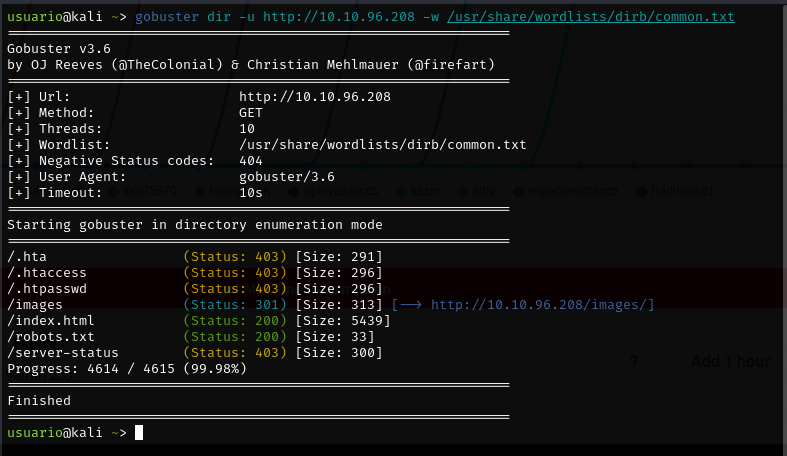 usuario@kali ~> gobuster dir -u http://10.10.96.208 -w /usr/share/wordlists/dirb/common.txt
===============================================================
Gobuster v3.6
by OJ Reeves (@TheColonial) & Christian Mehlmauer (@firefart)
===============================================================
[+] Url:                     http://10.10.96.208
[+] Method:                  GET
[+] Threads:                 10
[+] Wordlist:                /usr/share/wordlists/dirb/common.txt
[+] Negative Status codes:   404
[+] User Agent:              gobuster/3.6
[+] Timeout:                 10s
===============================================================
Starting gobuster in directory enumeration mode
===============================================================
/.hta                 (Status: 403) [Size: 291]
/.htaccess            (Status: 403) [Size: 296]
/.htpasswd            (Status: 403) [Size: 296]
/images               (Status: 301) [Size: 313] [--> http://10.10.96.208/images/]
/index.html           (Status: 200) [Size: 5439]
/robots.txt           (Status: 200) [Size: 33]
/server-status        (Status: 403) [Size: 300]
? Add 1 hour
Progress: 4614 / 4615 (99.98%)
===============================================================
Finished
===============================================================
usuario@kali ~>